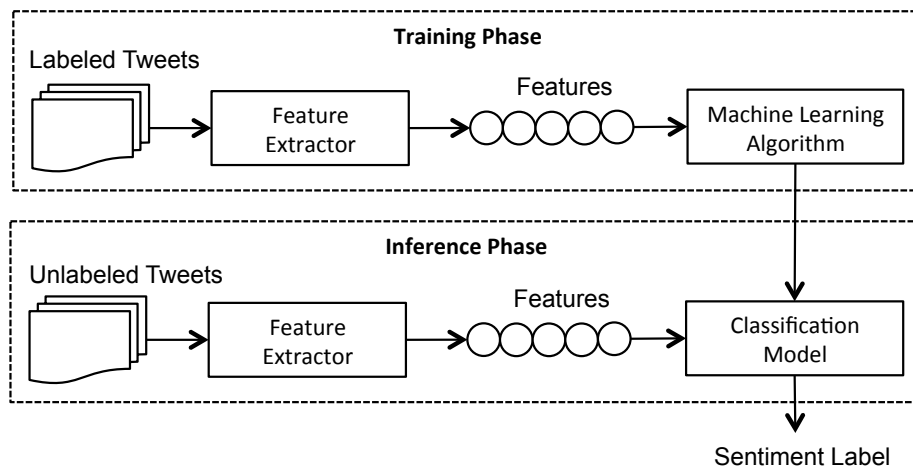 Training Phase
Labeled Tweets
Feature
Extractor
Features
Machine Learning
Algorithm
Inference Phase
Unlabeled Tweets
Feature
Extractor
Features
Classification
Model
Sentiment Label